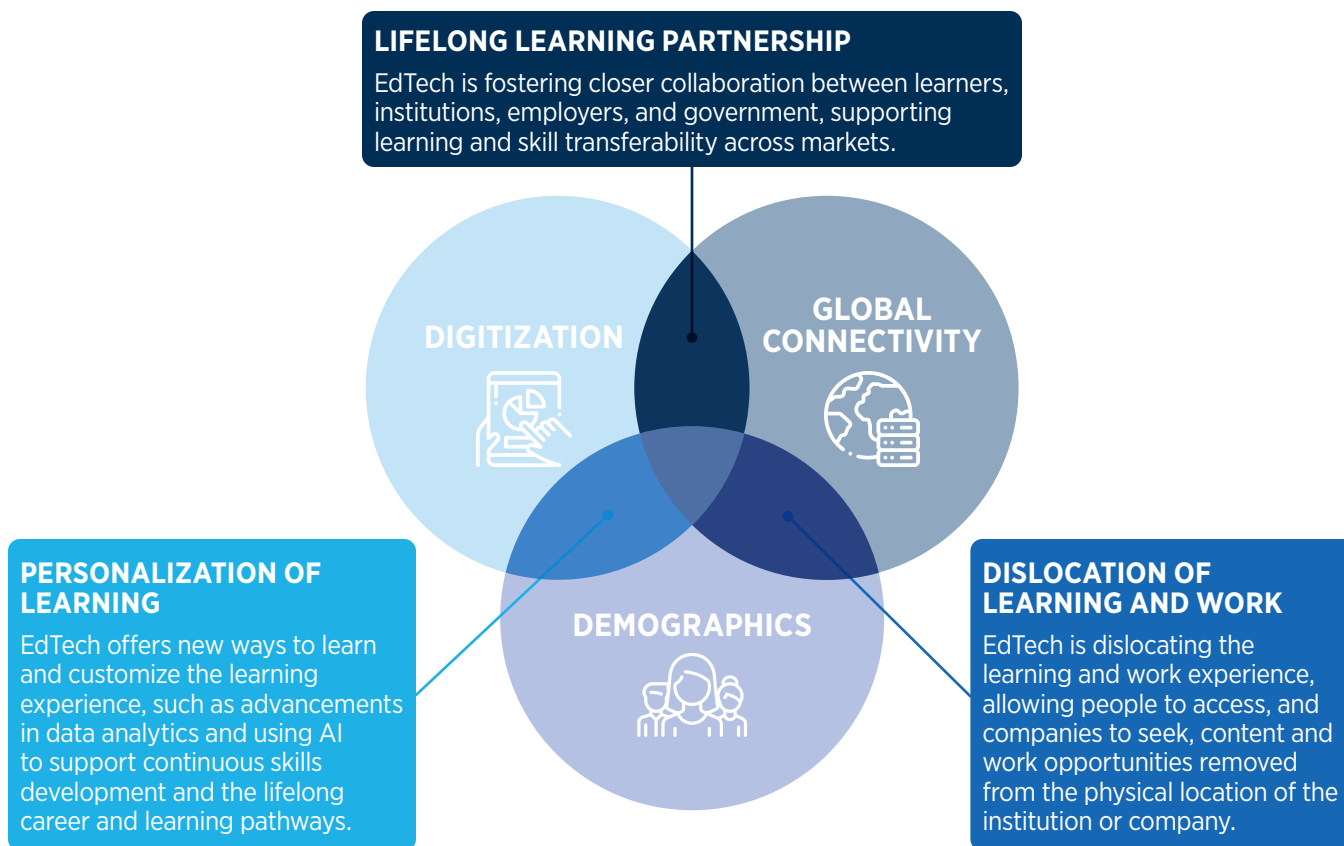 LIFELONG LEARNING PARTNERSHIP
EdTech is fostering closer collaboration between learners,
institutions, employers, and government, supporting
learning and skill transferability across markets.
DIGITIZATION
GLOBAL
CONNECTIVITY
DEMOGRAPHICS
PERSONALIZATION OF
LEARNING
EdTech offers new ways to learn
and customize the learning
experience, such as advancements
in data analytics and using AI
to support continuous skills
development and the lifelong
career and learning pathways.
DISLOCATION OF
LEARNING AND WORK
EdTech is dislocating the
learning and work experience,
allowing people to access, and
companies to seek, content and
work opportunities removed
from the physical location of the
institution or company.